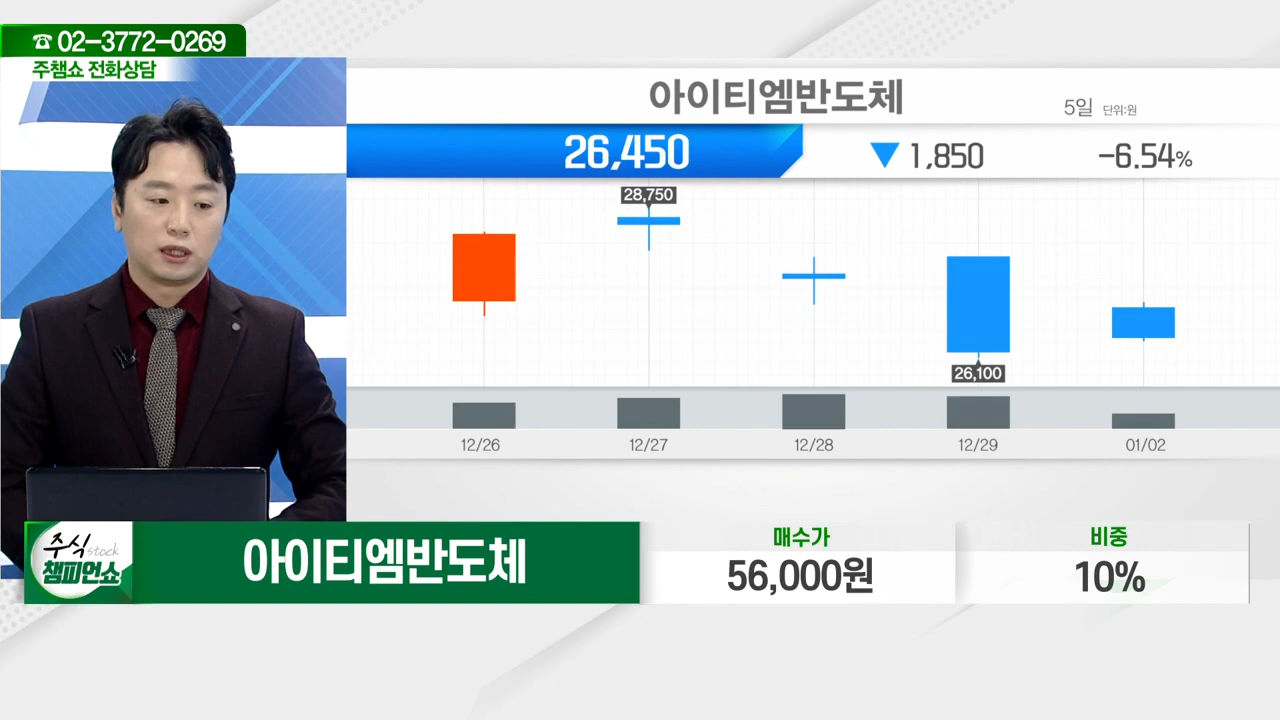 ☎ 02-3772-0269
주챔쇼 전화상담
아이티엠반도체
5일 단위:원
26,450 ▼ 1,850 -6.54%
28,750
26,100
12/26 12/27 12/28 12/29 01/02
주식 stock
챔피언쇼
아이티엠반도체
매수가
56,000원
비중
10%